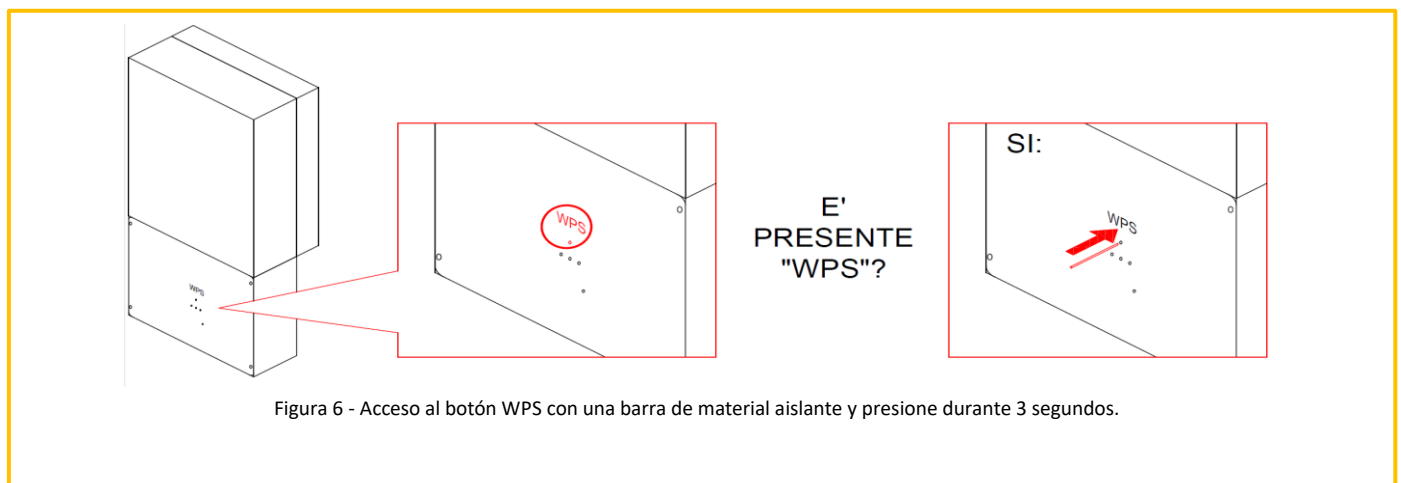 WPS
WPS
E'
PRESENTE
"WPS"?
SI:
WPS
Figura 6 - Acceso al botón WPS con una barra de material aislante y presione durante 3 segundos.